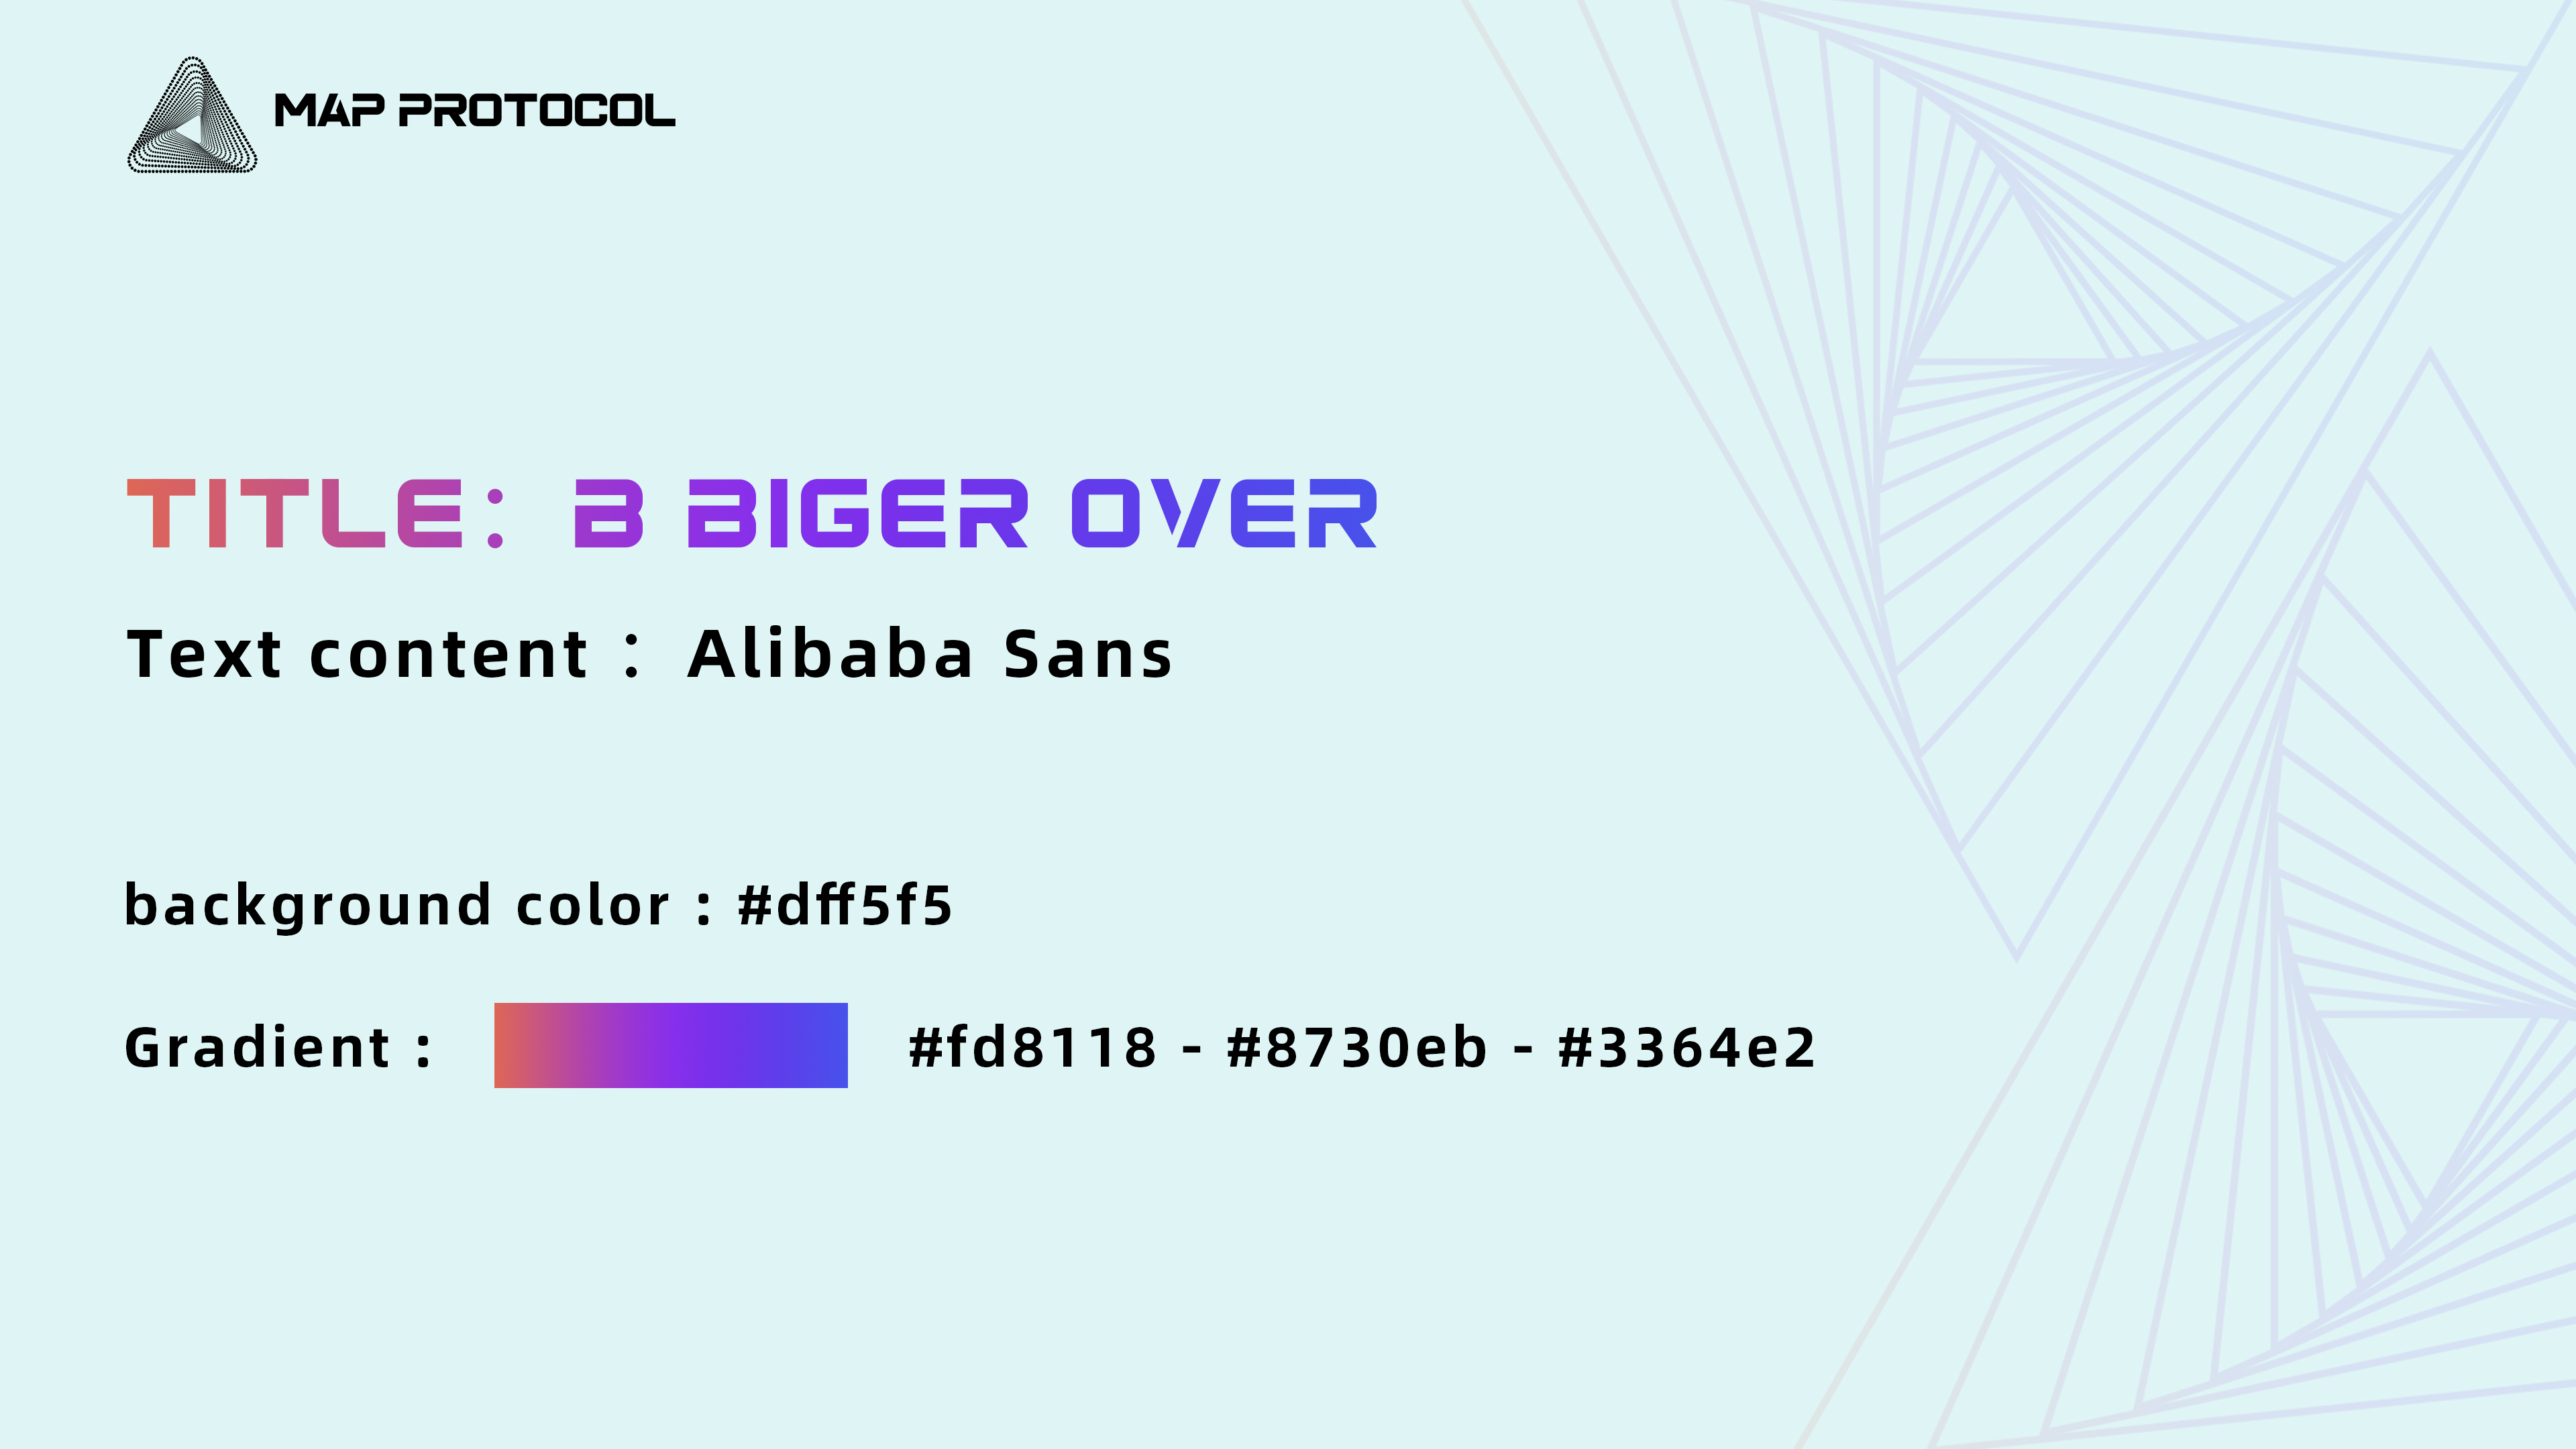 MAP PROTOCOL
TITLE: B BIGER OVER
Text content : Alibaba Sans
background color : #dff5f5
Gradient : #fd8118 - #8730eb - #3364e2